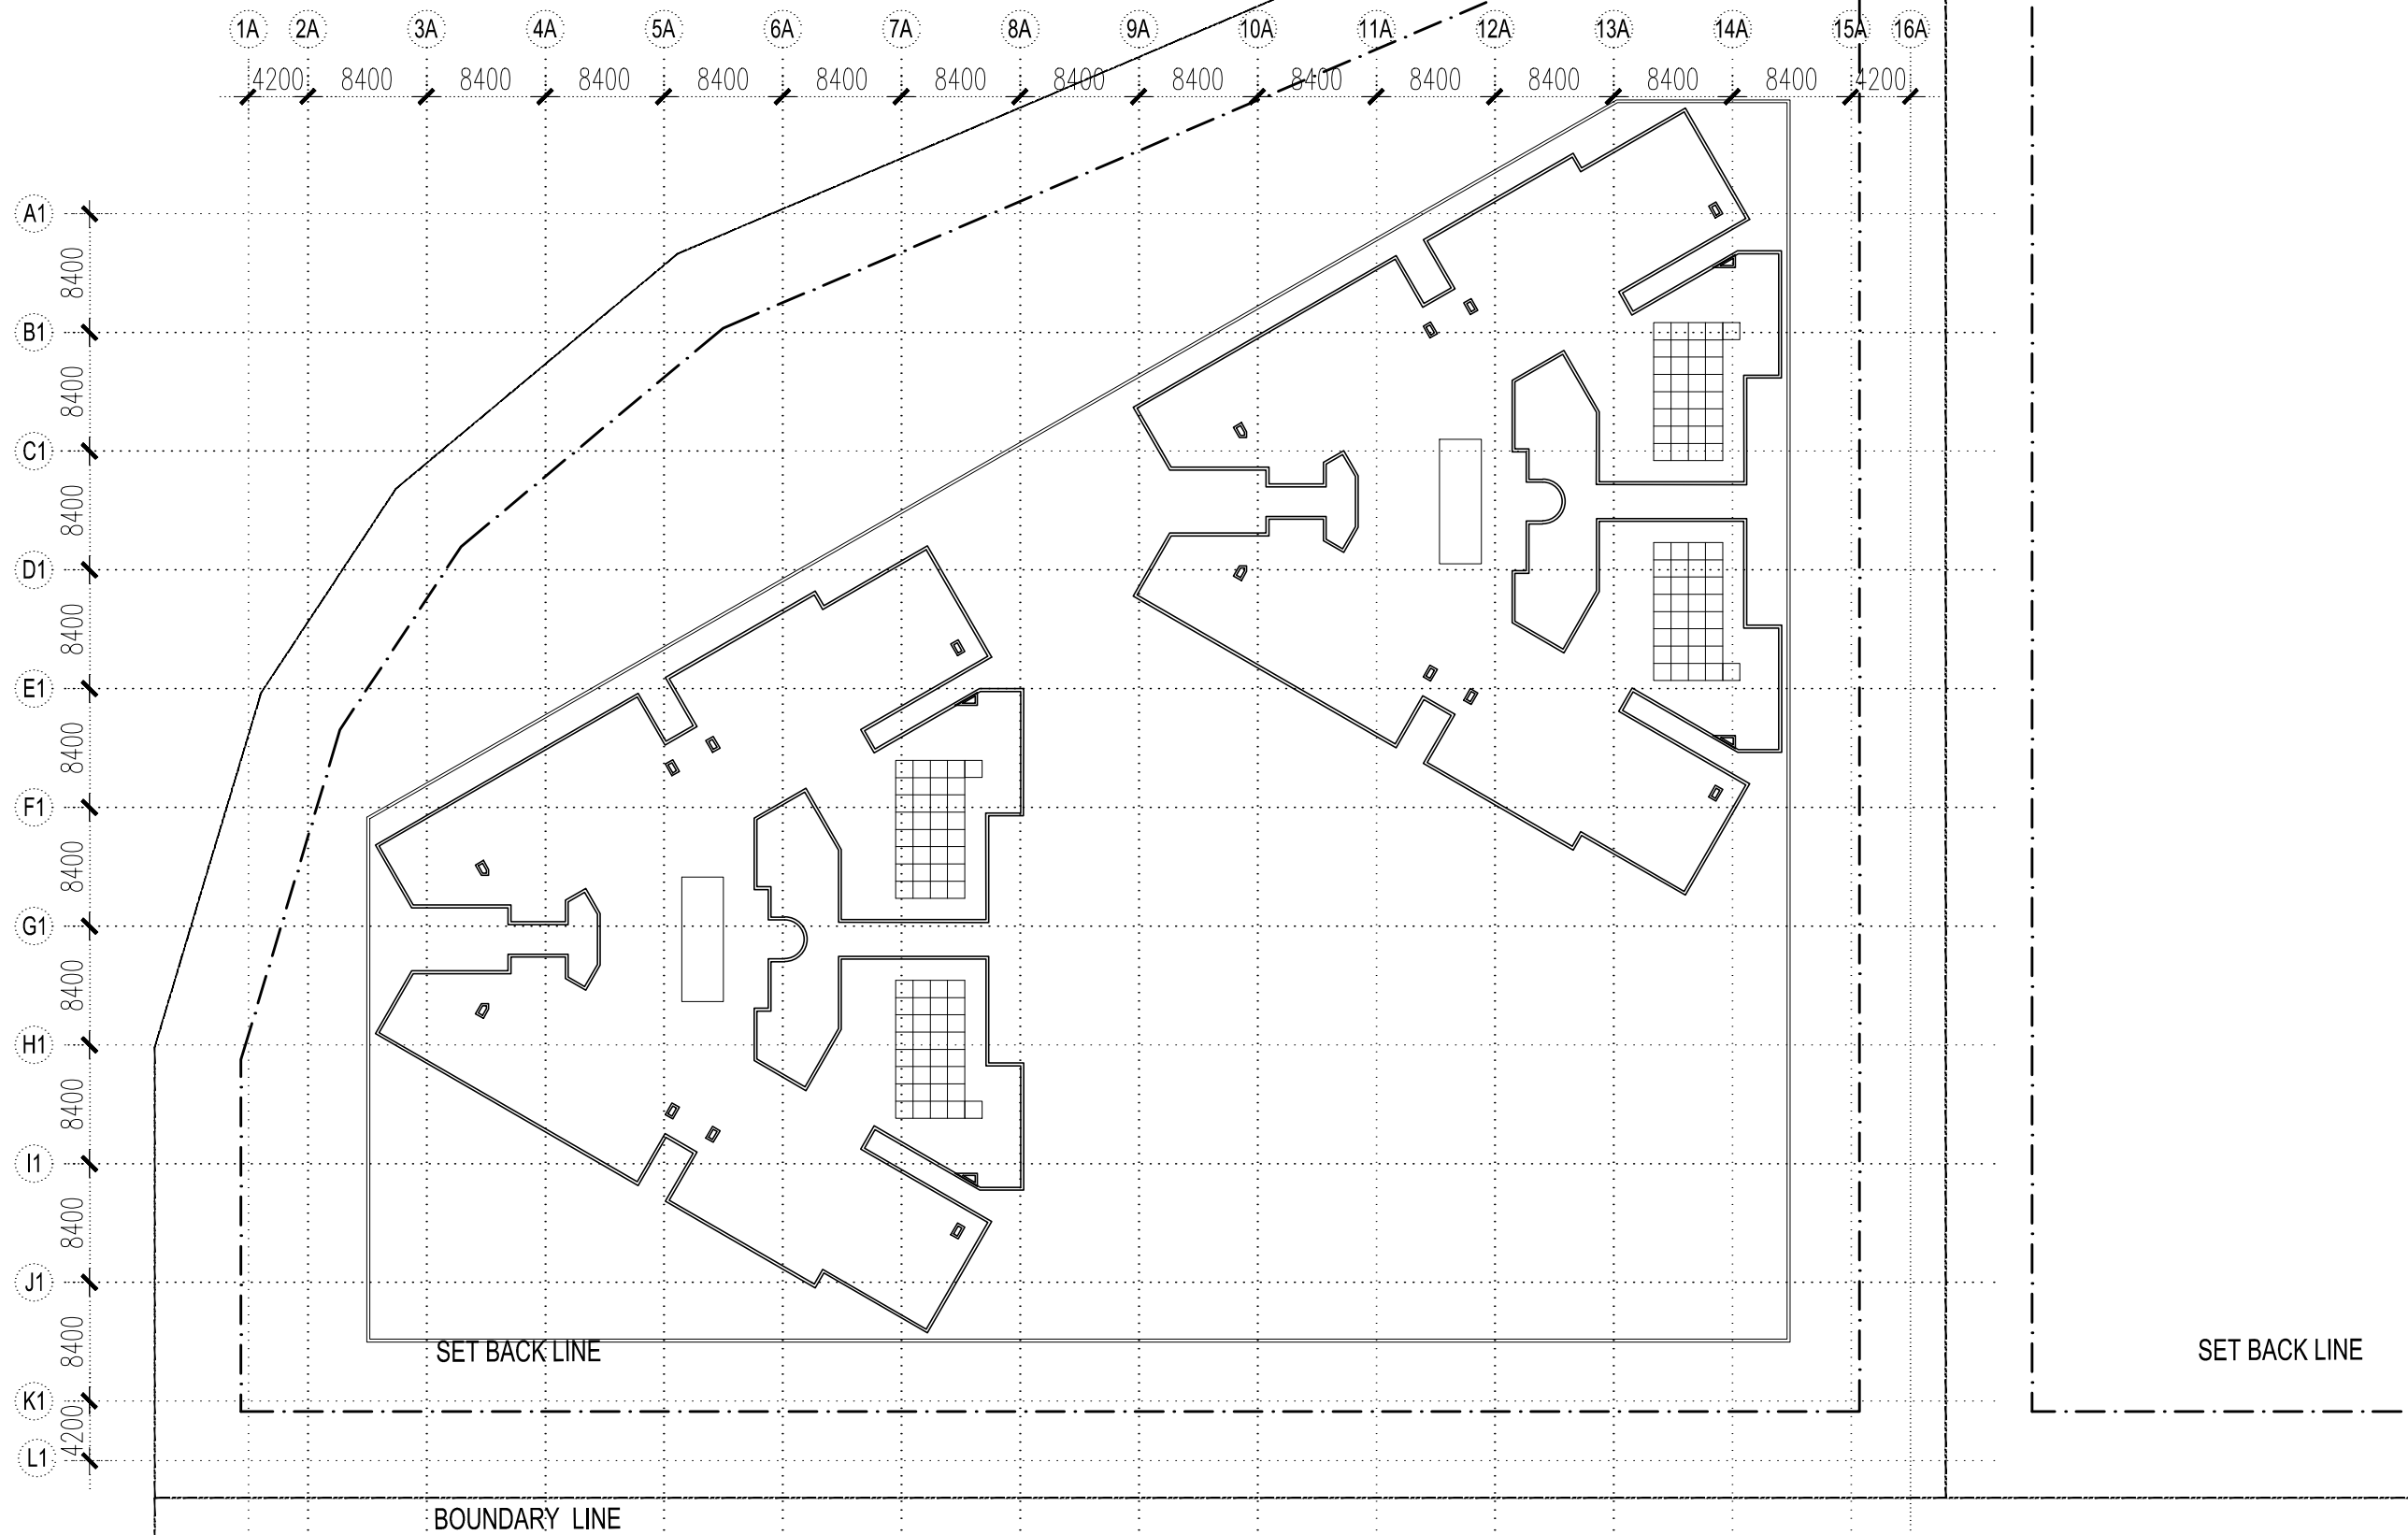 1A 2A 3A 4A 5A 6A 7A 8A 9A 10A 11A 12A 13A 14A 15A 16A
4200 8400 8400 8400 8400 8400 8400 8400 8400 8400 8400 8400 8400 8400 4200
A1
8400
B1
8400
C1
8400
D1
8400
E1
8400
F1
8400
G1
8400
H1
8400
I1
8400
J1
8400
SET BACK LINE
SET BACK LINE
K1
4200
L1
BOUNDARY LINE